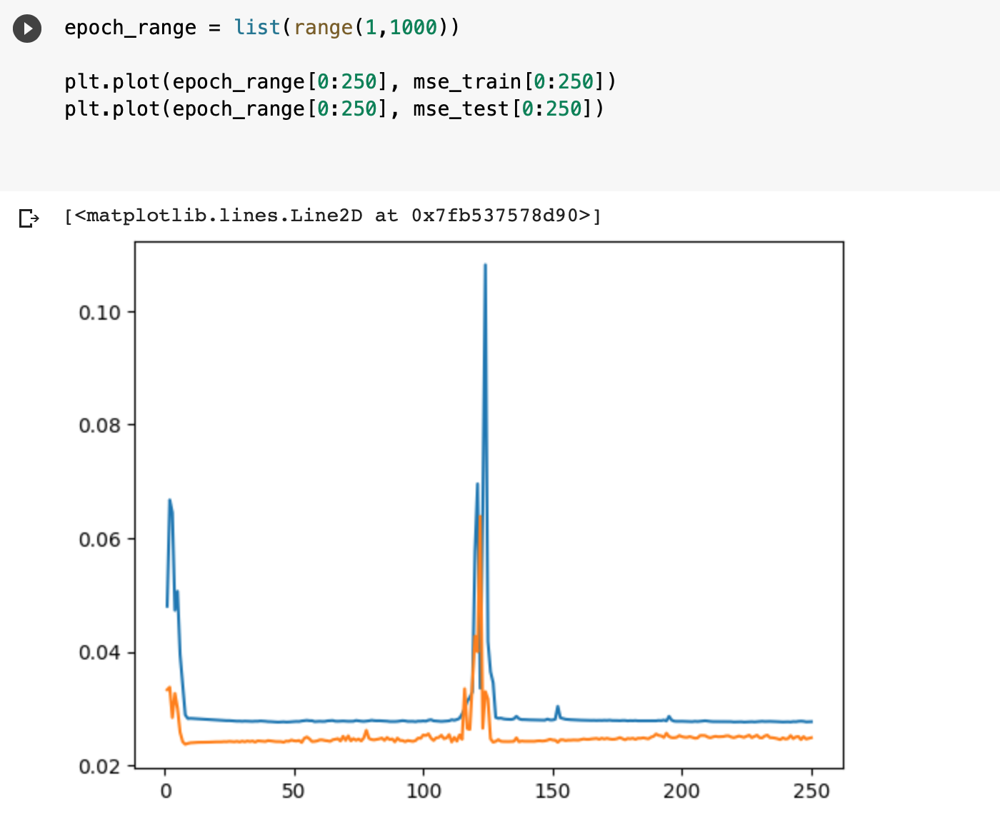 epoch_range = list(range(1,1000))
plt.plot(epoch_range[0:250], mse_train[0:250])
plt.plot(epoch_range[0:250], mse_test[0:250])
[<matplotlib.lines.Line2D at 0x7fb537578d90>]
0.10
0.08
0.06
0.04
0.02
0 50 100 150 200 250